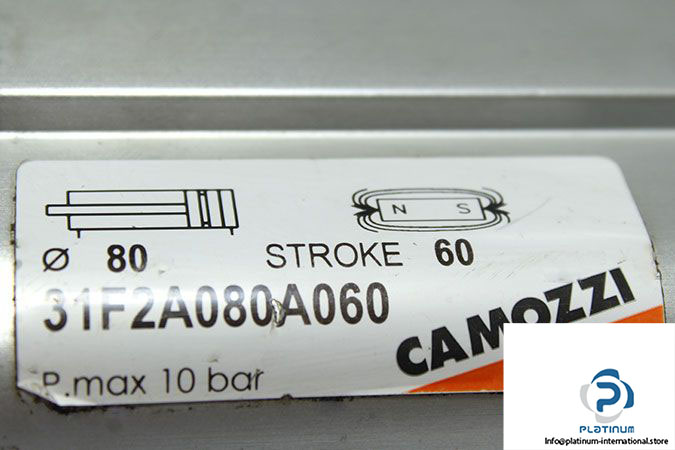 N S
Ø 80 STROKE 60
31F2A080A060
CAMOZZI
P.max 10 bar
PLATINUM
Info@platinum-international.store